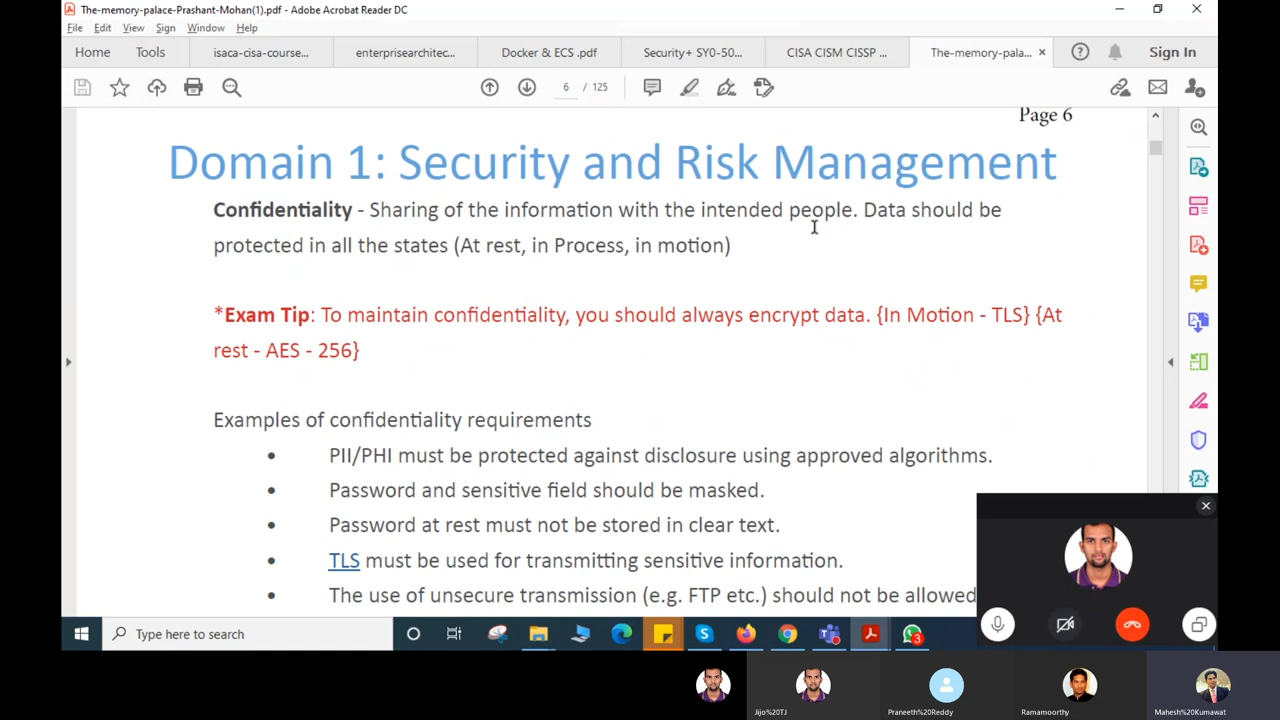 The-memory-palace-Prashant-Mohan(1).pdf - Adobe Acrobat Reader DC
File Edit View Sign Window Help
Home Tools isaca-cisa-course... enterprisearchitec... Docker & ECS .pdf Security+ SY0-50... CISA CISM CISSP ... The-memory-pala... × Sign In
6 / 125
Page 6
Domain 1: Security and Risk Management
Confidentiality - Sharing of the information with the intended people. Data should be
protected in all the states (At rest, in Process, in motion)
*Exam Tip: To maintain confidentiality, you should always encrypt data. {In Motion - TLS} {At
rest - AES - 256}
Examples of confidentiality requirements
• PII/PHI must be protected against disclosure using approved algorithms.
• Password and sensitive field should be masked.
• Password at rest must not be stored in clear text.
• TLS must be used for transmitting sensitive information.
• The use of unsecure transmission (e.g. FTP etc.) should not be allowed
Type here to search
3
Jijo%20TJ Praneeth%20Reddy Ramamoorthy Mahesh%20Kumawat